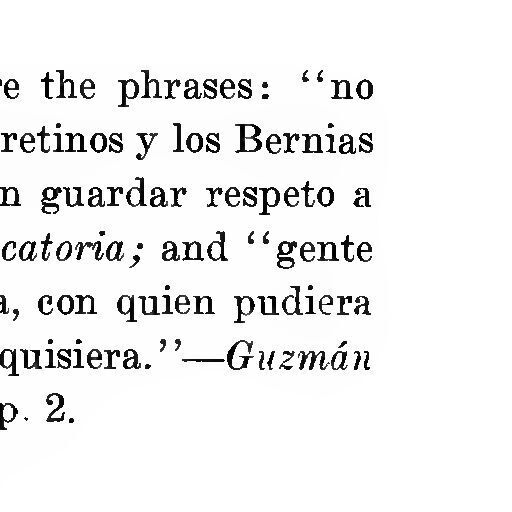 re the phrases: ‘‘no
retinos y los Bernias
n guardar respeto a
catoria; and ‘‘gente
a, con quien pudiera
quisiera.’’—Guzmán
p. 2.